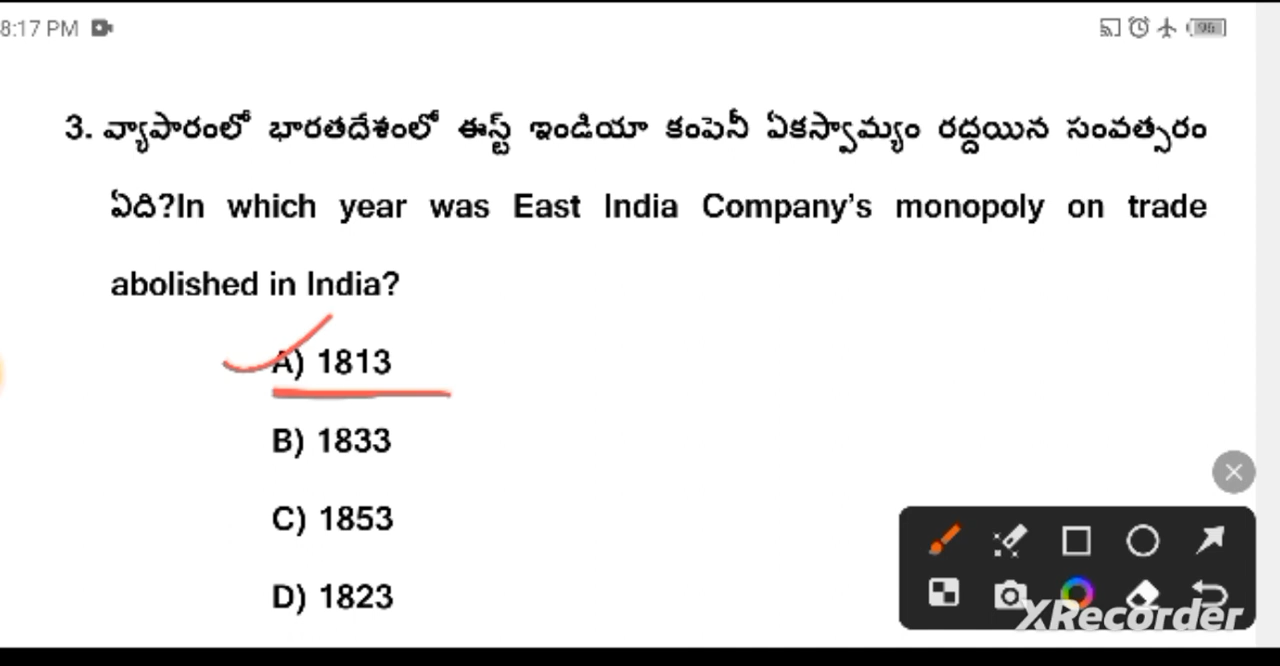 8:17 PM
96
3. వ్యాపారంలో భారతదేశంలో ఈస్ట్ ఇండియా కంపెనీ ఏకస్వామ్యం రద్దయిన సంవత్సరం
ఏది?In which year was East India Company's monopoly on trade
abolished in India?
A) 1813
B) 1833
C) 1853
D) 1823
XRecorder